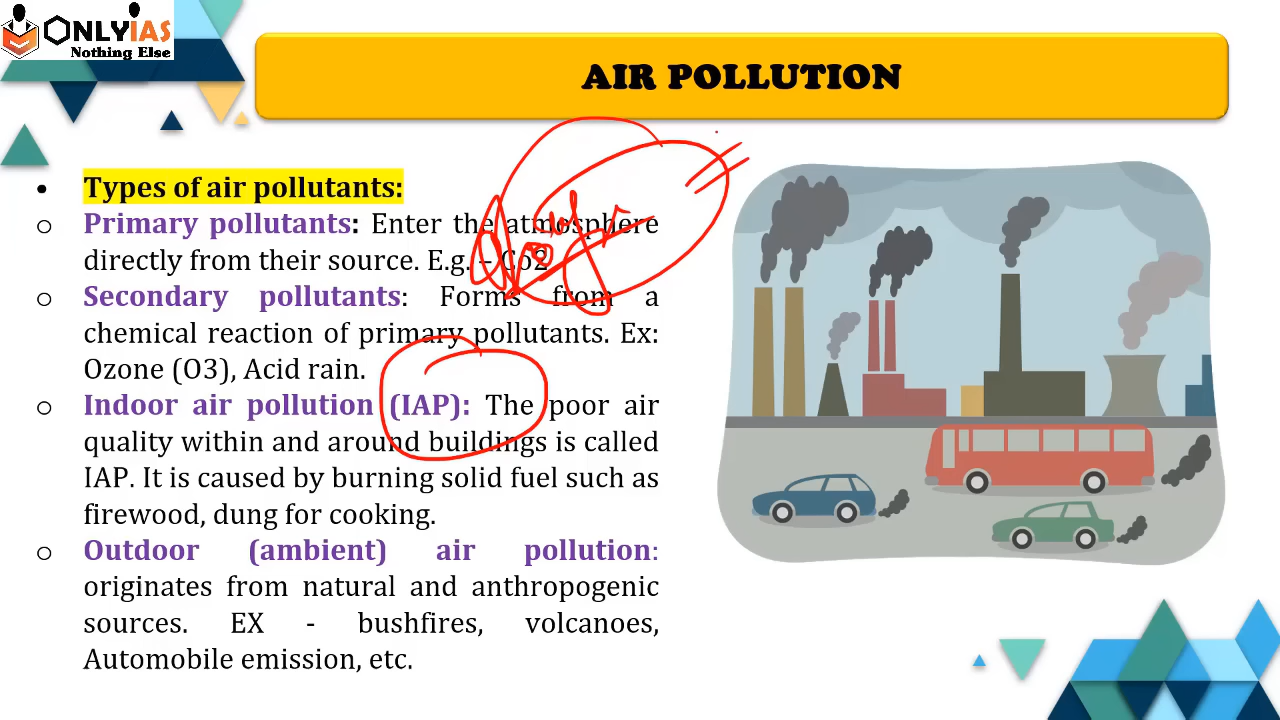 ONLYIAS
Nothing Else
AIR POLLUTION
• Types of air pollutants:
o Primary pollutants: Enter the atmosphere
directly from their source. E.g. – Co2
o Secondary pollutants: Forms from a
chemical reaction of primary pollutants. Ex:
Ozone (O3), Acid rain.
o Indoor air pollution (IAP): The poor air
quality within and around buildings is called
IAP. It is caused by burning solid fuel such as
firewood, dung for cooking.
o Outdoor (ambient) air pollution:
originates from natural and anthropogenic
sources. EX - bushfires, volcanoes,
Automobile emission, etc.